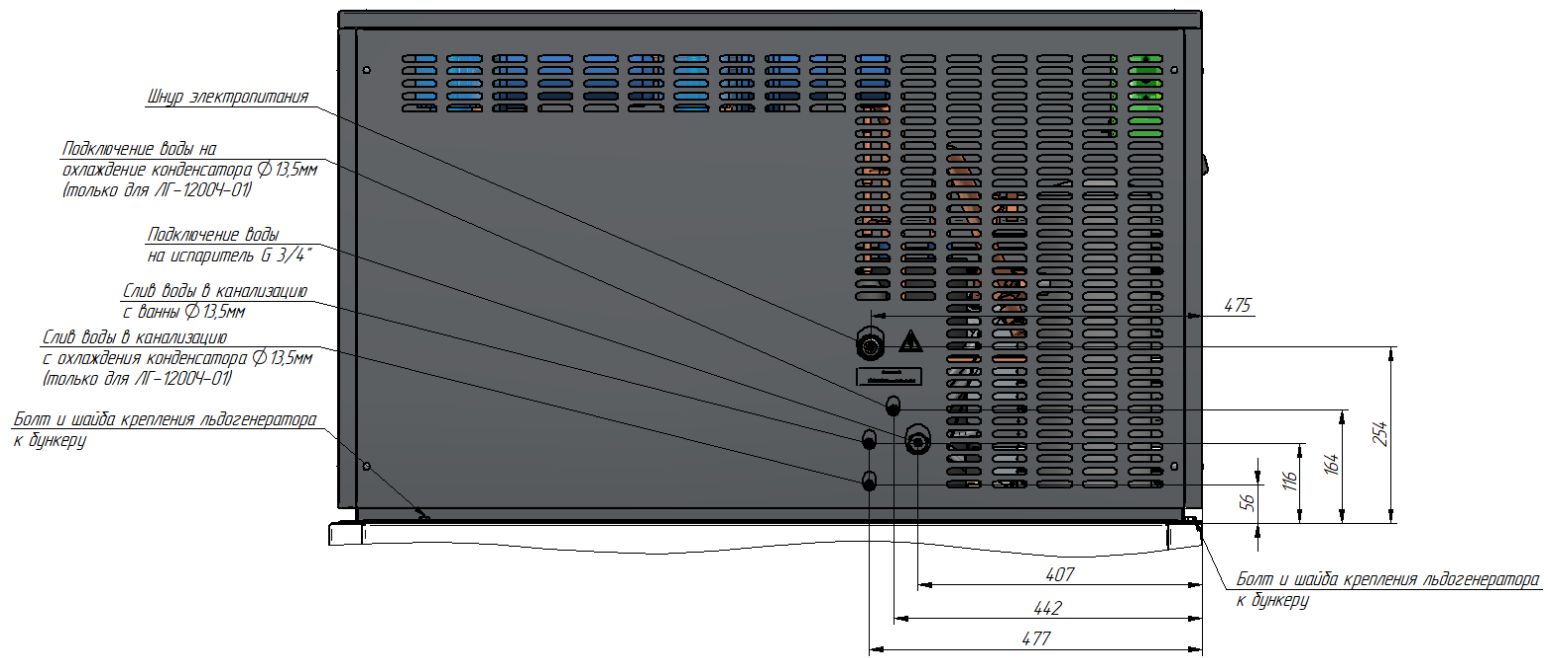 Шнур электропитания
Подключение воды на
охлаждение конденсатора ϕ 13,5мм
(только для ЛГ-1200Ч-01)
Подключение воды
на испаритель G 3/4"
Слив воды в канализацию
с ванны ϕ 13,5мм
Слив воды в канализацию
с охлаждения конденсатора ϕ 13,5мм
(только для ЛГ-1200Ч-01)
Болт и шайба крепления льдогенератора
к бункеру
475
254
164
116
56
407
442
477
Болт и шайба крепления льдогенератора
к бункеру